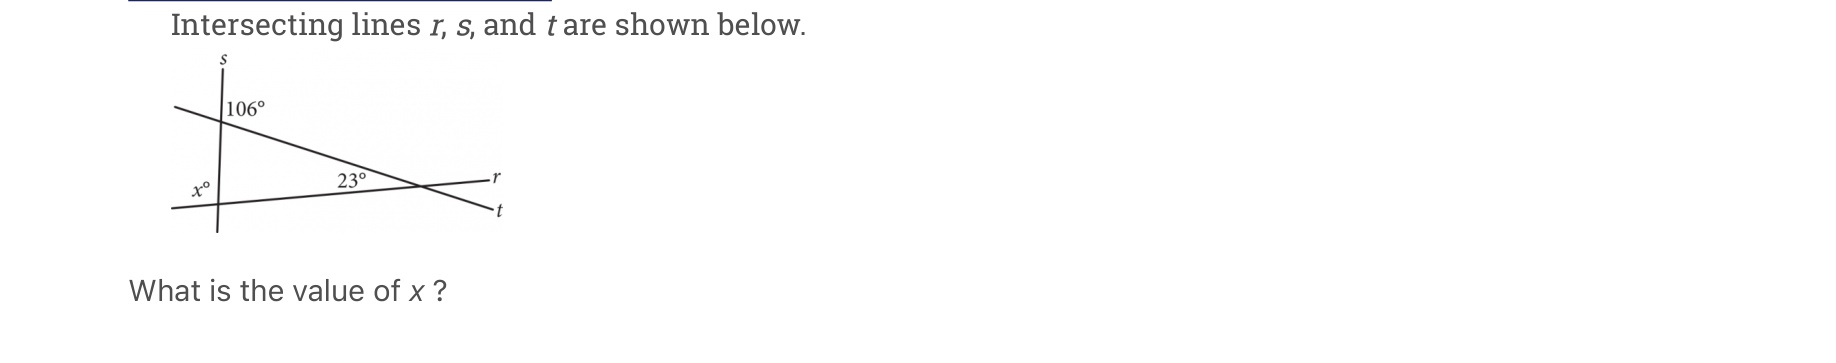 Intersecting lines r, s, and t are shown below.
s
106°
23°
r
x°
t
What is the value of x ?